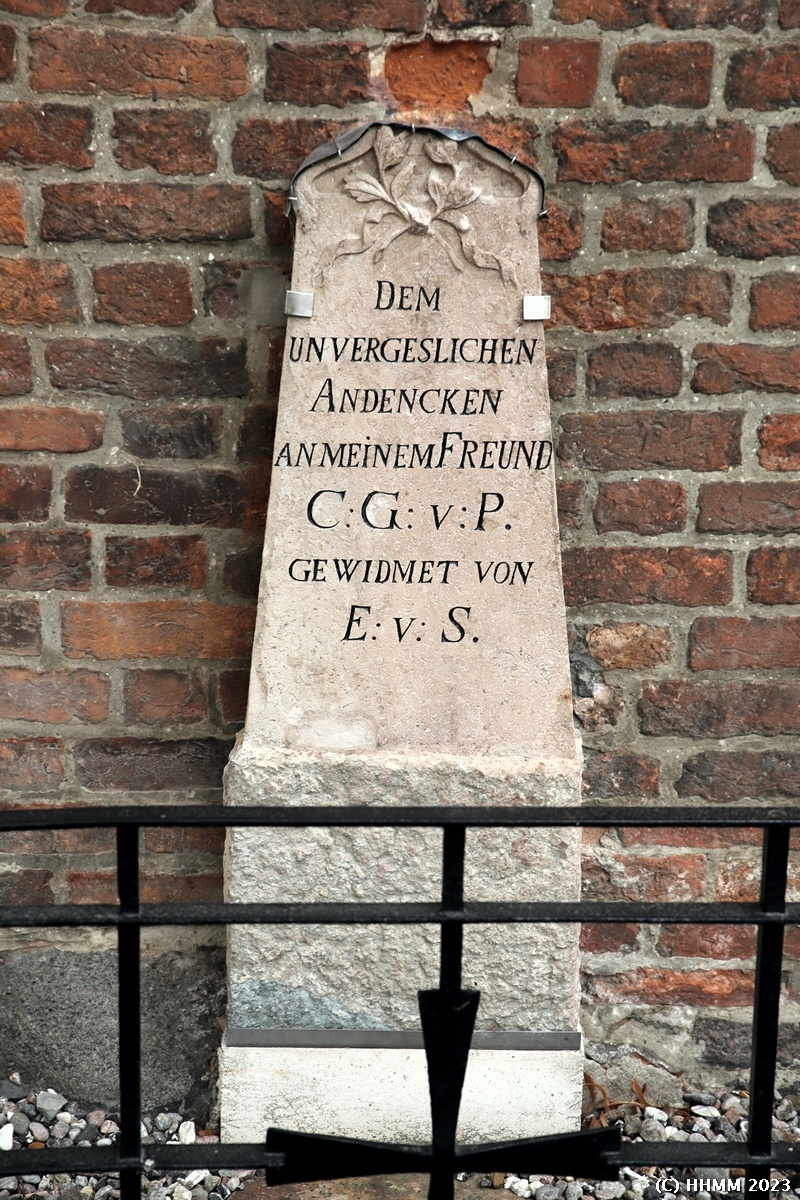 DEM
UNVERGESLICHEN
ANDENCKEN
AN MEINEM FREUND
C: G: v: P.
GEWIDMET VON
E: v: S.
(C) HHMM 2023